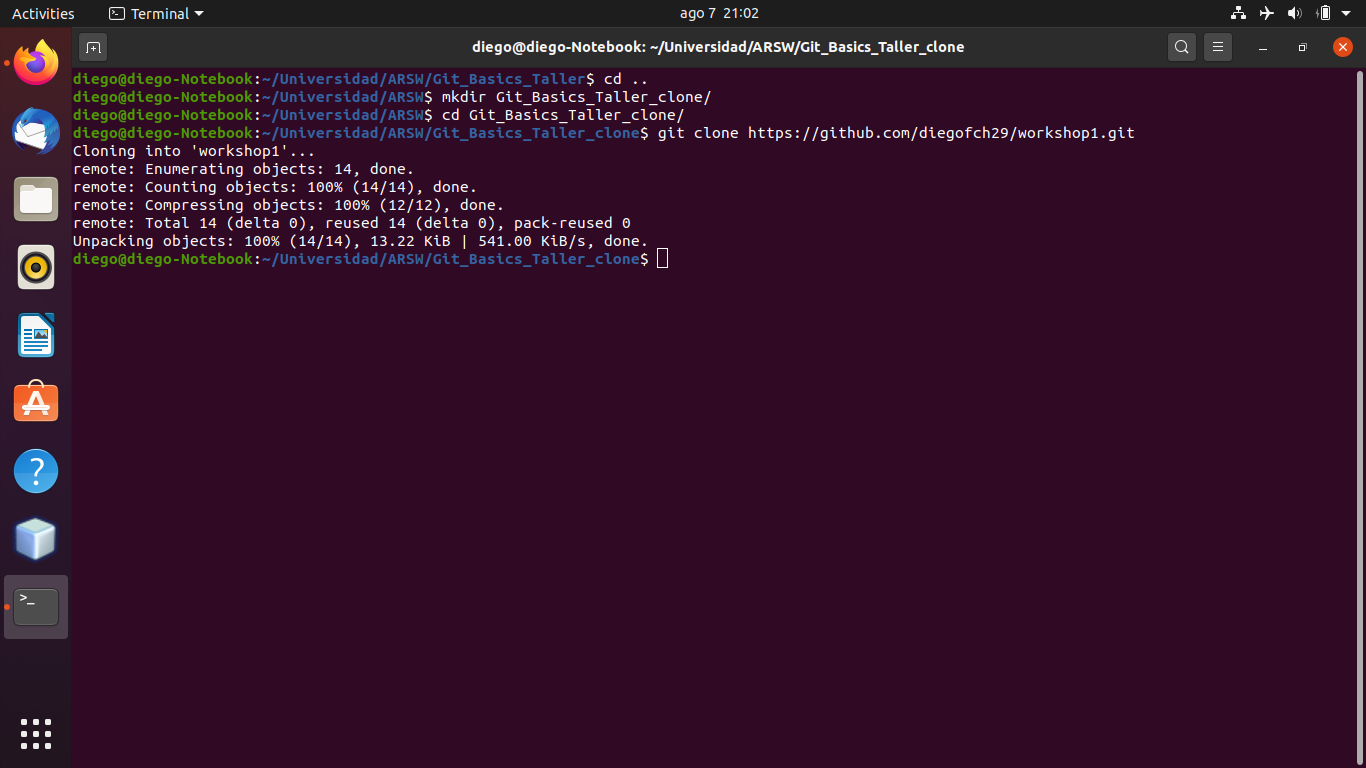 Activities Terminal ago 7 21:02
diego@diego-Notebook: ~/Universidad/ARSW/Git_Basics_Taller_clone
diego@diego-Notebook:~/Universidad/ARSW/Git_Basics_Taller$ cd ..
diego@diego-Notebook:~/Universidad/ARSW$ mkdir Git_Basics_Taller_clone/
diego@diego-Notebook:~/Universidad/ARSW$ cd Git_Basics_Taller_clone/
diego@diego-Notebook:~/Universidad/ARSW/Git_Basics_Taller_clone$ git clone https://github.com/diegofch29/workshop1.git
Cloning into 'workshop1'...
remote: Enumerating objects: 14, done.
remote: Counting objects: 100% (14/14), done.
remote: Compressing objects: 100% (12/12), done.
remote: Total 14 (delta 0), reused 14 (delta 0), pack-reused 0
Unpacking objects: 100% (14/14), 13.22 KiB | 541.00 KiB/s, done.
diego@diego-Notebook:~/Universidad/ARSW/Git_Basics_Taller_clone$